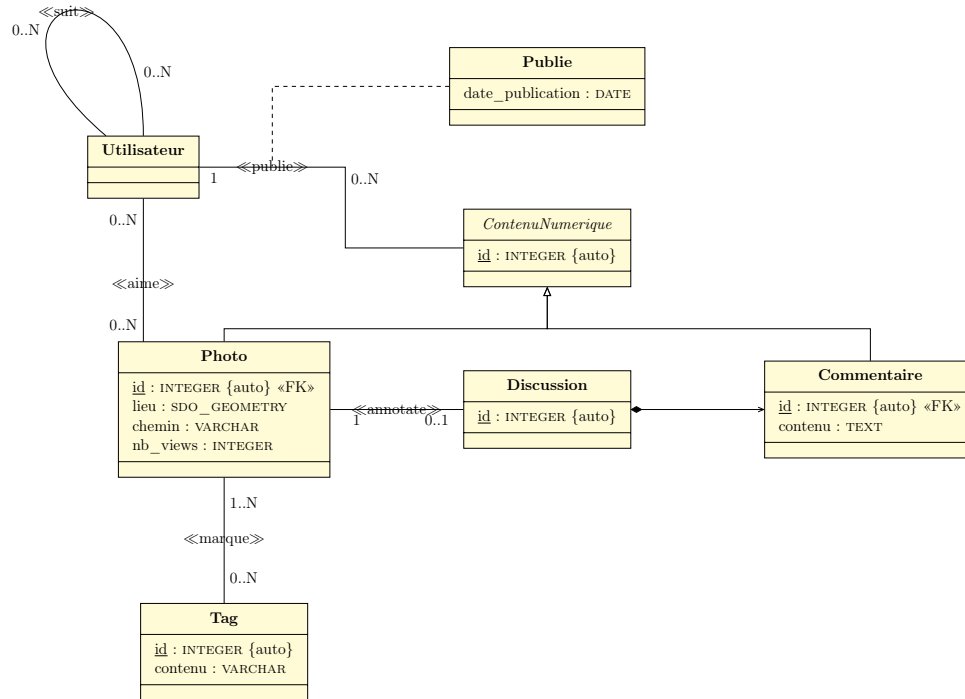 ≪suit≫
0..N
0..N
Publie
date_publication : DATE
Utilisateur
≪publie≫
1
0..N
0..N
ContenuNumerique
id : INTEGER {auto}
≪aime≫
0..N
Photo
id : INTEGER {auto} «FK»
lieu : SDO_GEOMETRY
chemin : VARCHAR
nb_views : INTEGER
≪annotate≫
1
0..1
Discussion
id : INTEGER {auto}
Commentaire
id : INTEGER {auto} «FK»
contenu : TEXT
1..N
≪marque≫
0..N
Tag
id : INTEGER {auto}
contenu : VARCHAR